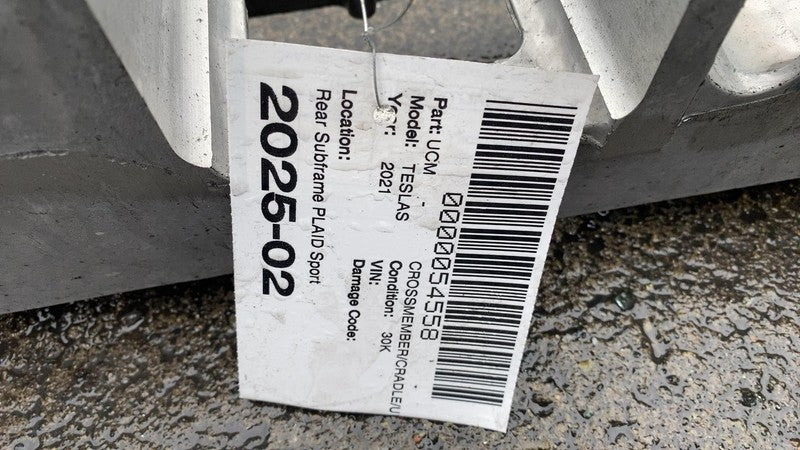 0000054558
Part: UCM - CROSSMEMBER/CRADLE/U
Model: TESLAS Condition: 30K
Year: 2021 VIN:
Location: Damage Code:
Rear Subframe PLAID Sport
2025-02